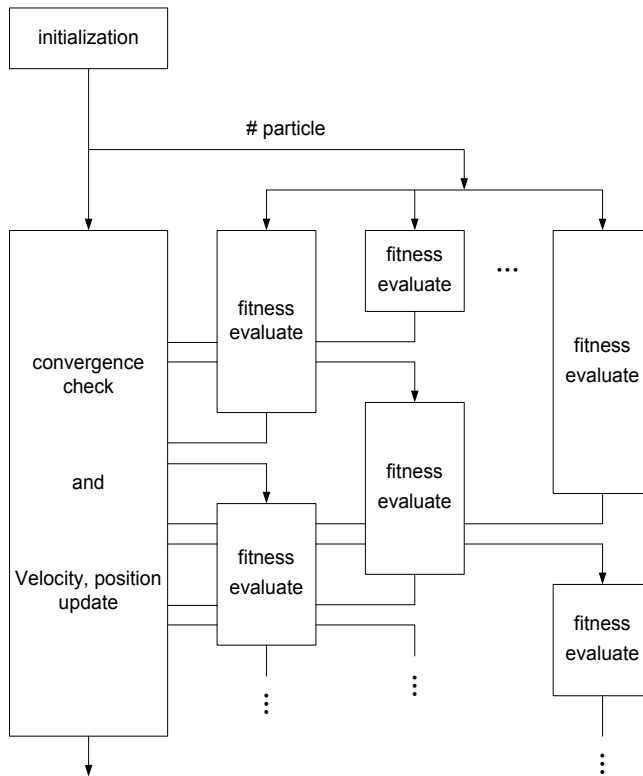 initialization
# particle
fitness
evaluate
fitness
evaluate
...
fitness
evaluate
convergence
check
and
Velocity, position
update
fitness
evaluate
fitness
evaluate
fitness
evaluate
...
...
...